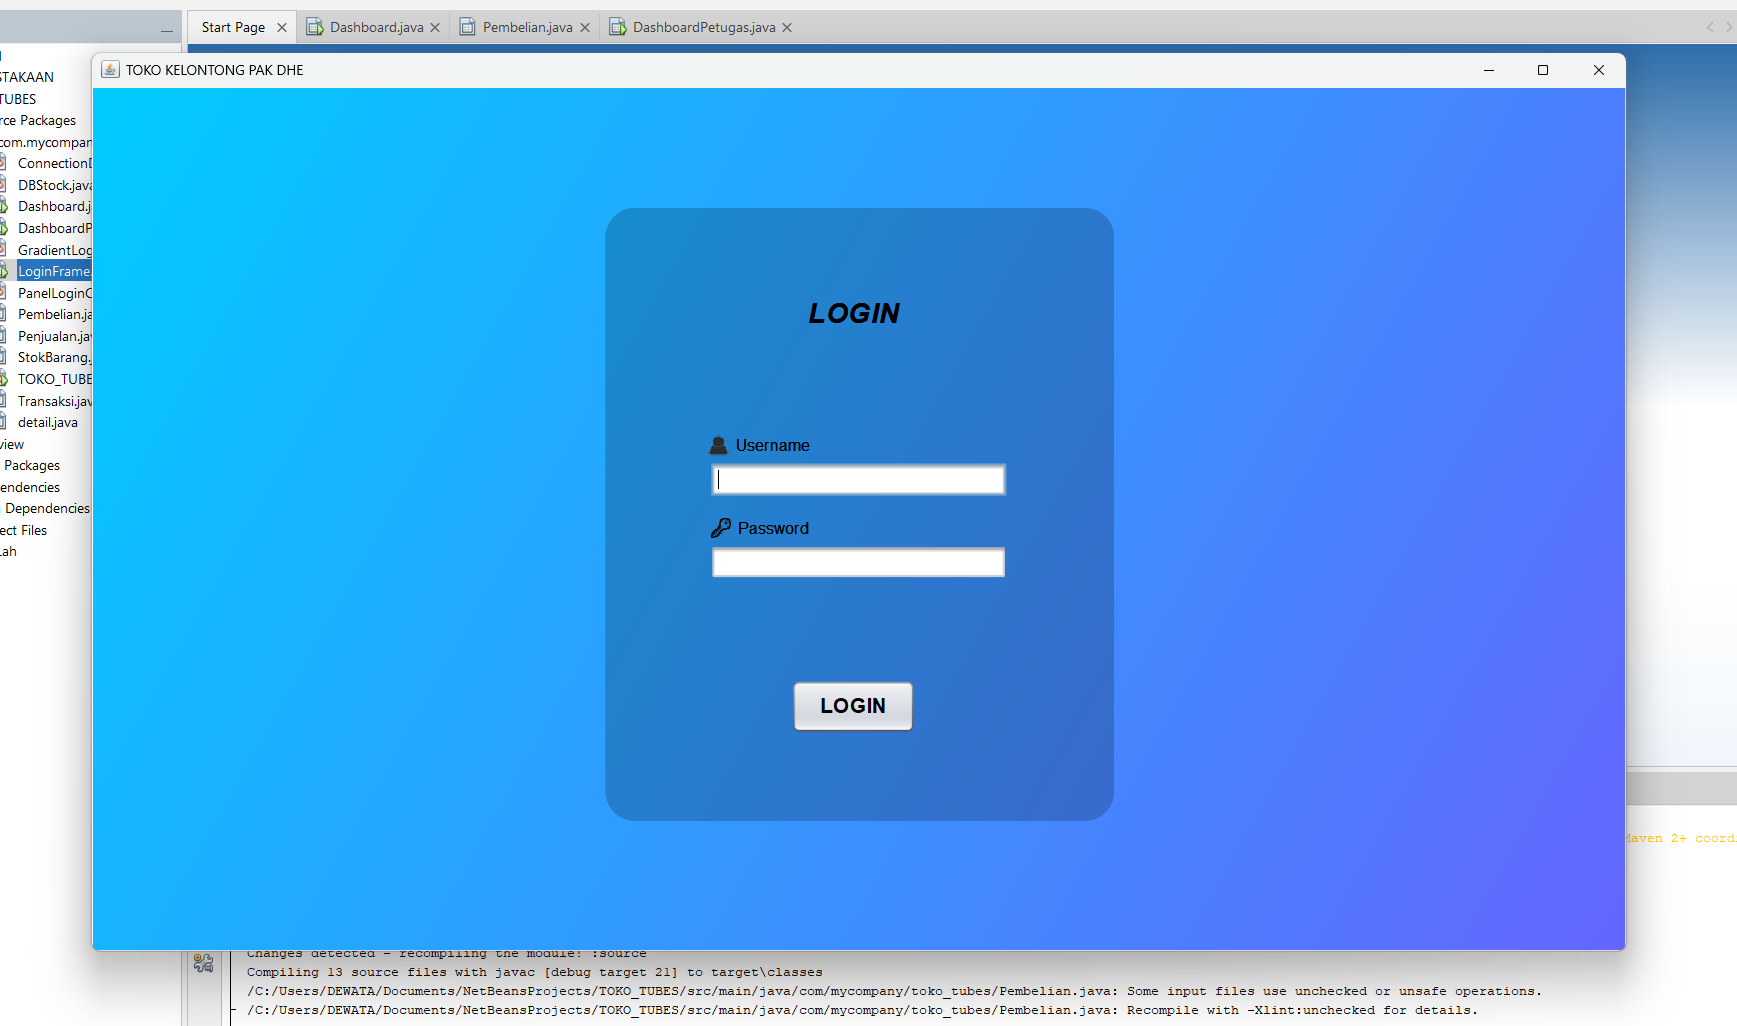 Start Page
Dashboard.java
Pembelian.java
DashboardPetugas.java
TOKO KELONTONG PAK DHE
STAKAAN
TUBES
rce Packages
com.mycompan
ConnectionD
DBStock.java
Dashboard.j
DashboardP
GradientLog
LoginFrame.
PanelLoginC
Pembelian.ja
Penjualan.jav
StokBarang.
TOKO_TUBE
Transaksi.jav
detail.java
view
Packages
endencies
Dependencies
ect Files
Lah
LOGIN
Username
Password
LOGIN
Maven 2+ coordi
Changes detected - recompiling the module! :source
Compiling 13 source files with javac [debug target 21] to target\classes
/C:/Users/DEWATA/Documents/NetBeansProjects/TOKO_TUBES/src/main/java/com/mycompany/toko_tubes/Pembelian.java: Some input files use unchecked or unsafe operations.
/C:/Users/DEWATA/Documents/NetBeansProjects/TOKO_TUBES/src/main/java/com/mycompany/toko_tubes/Pembelian.java: Recompile with -Xlint:unchecked for details.